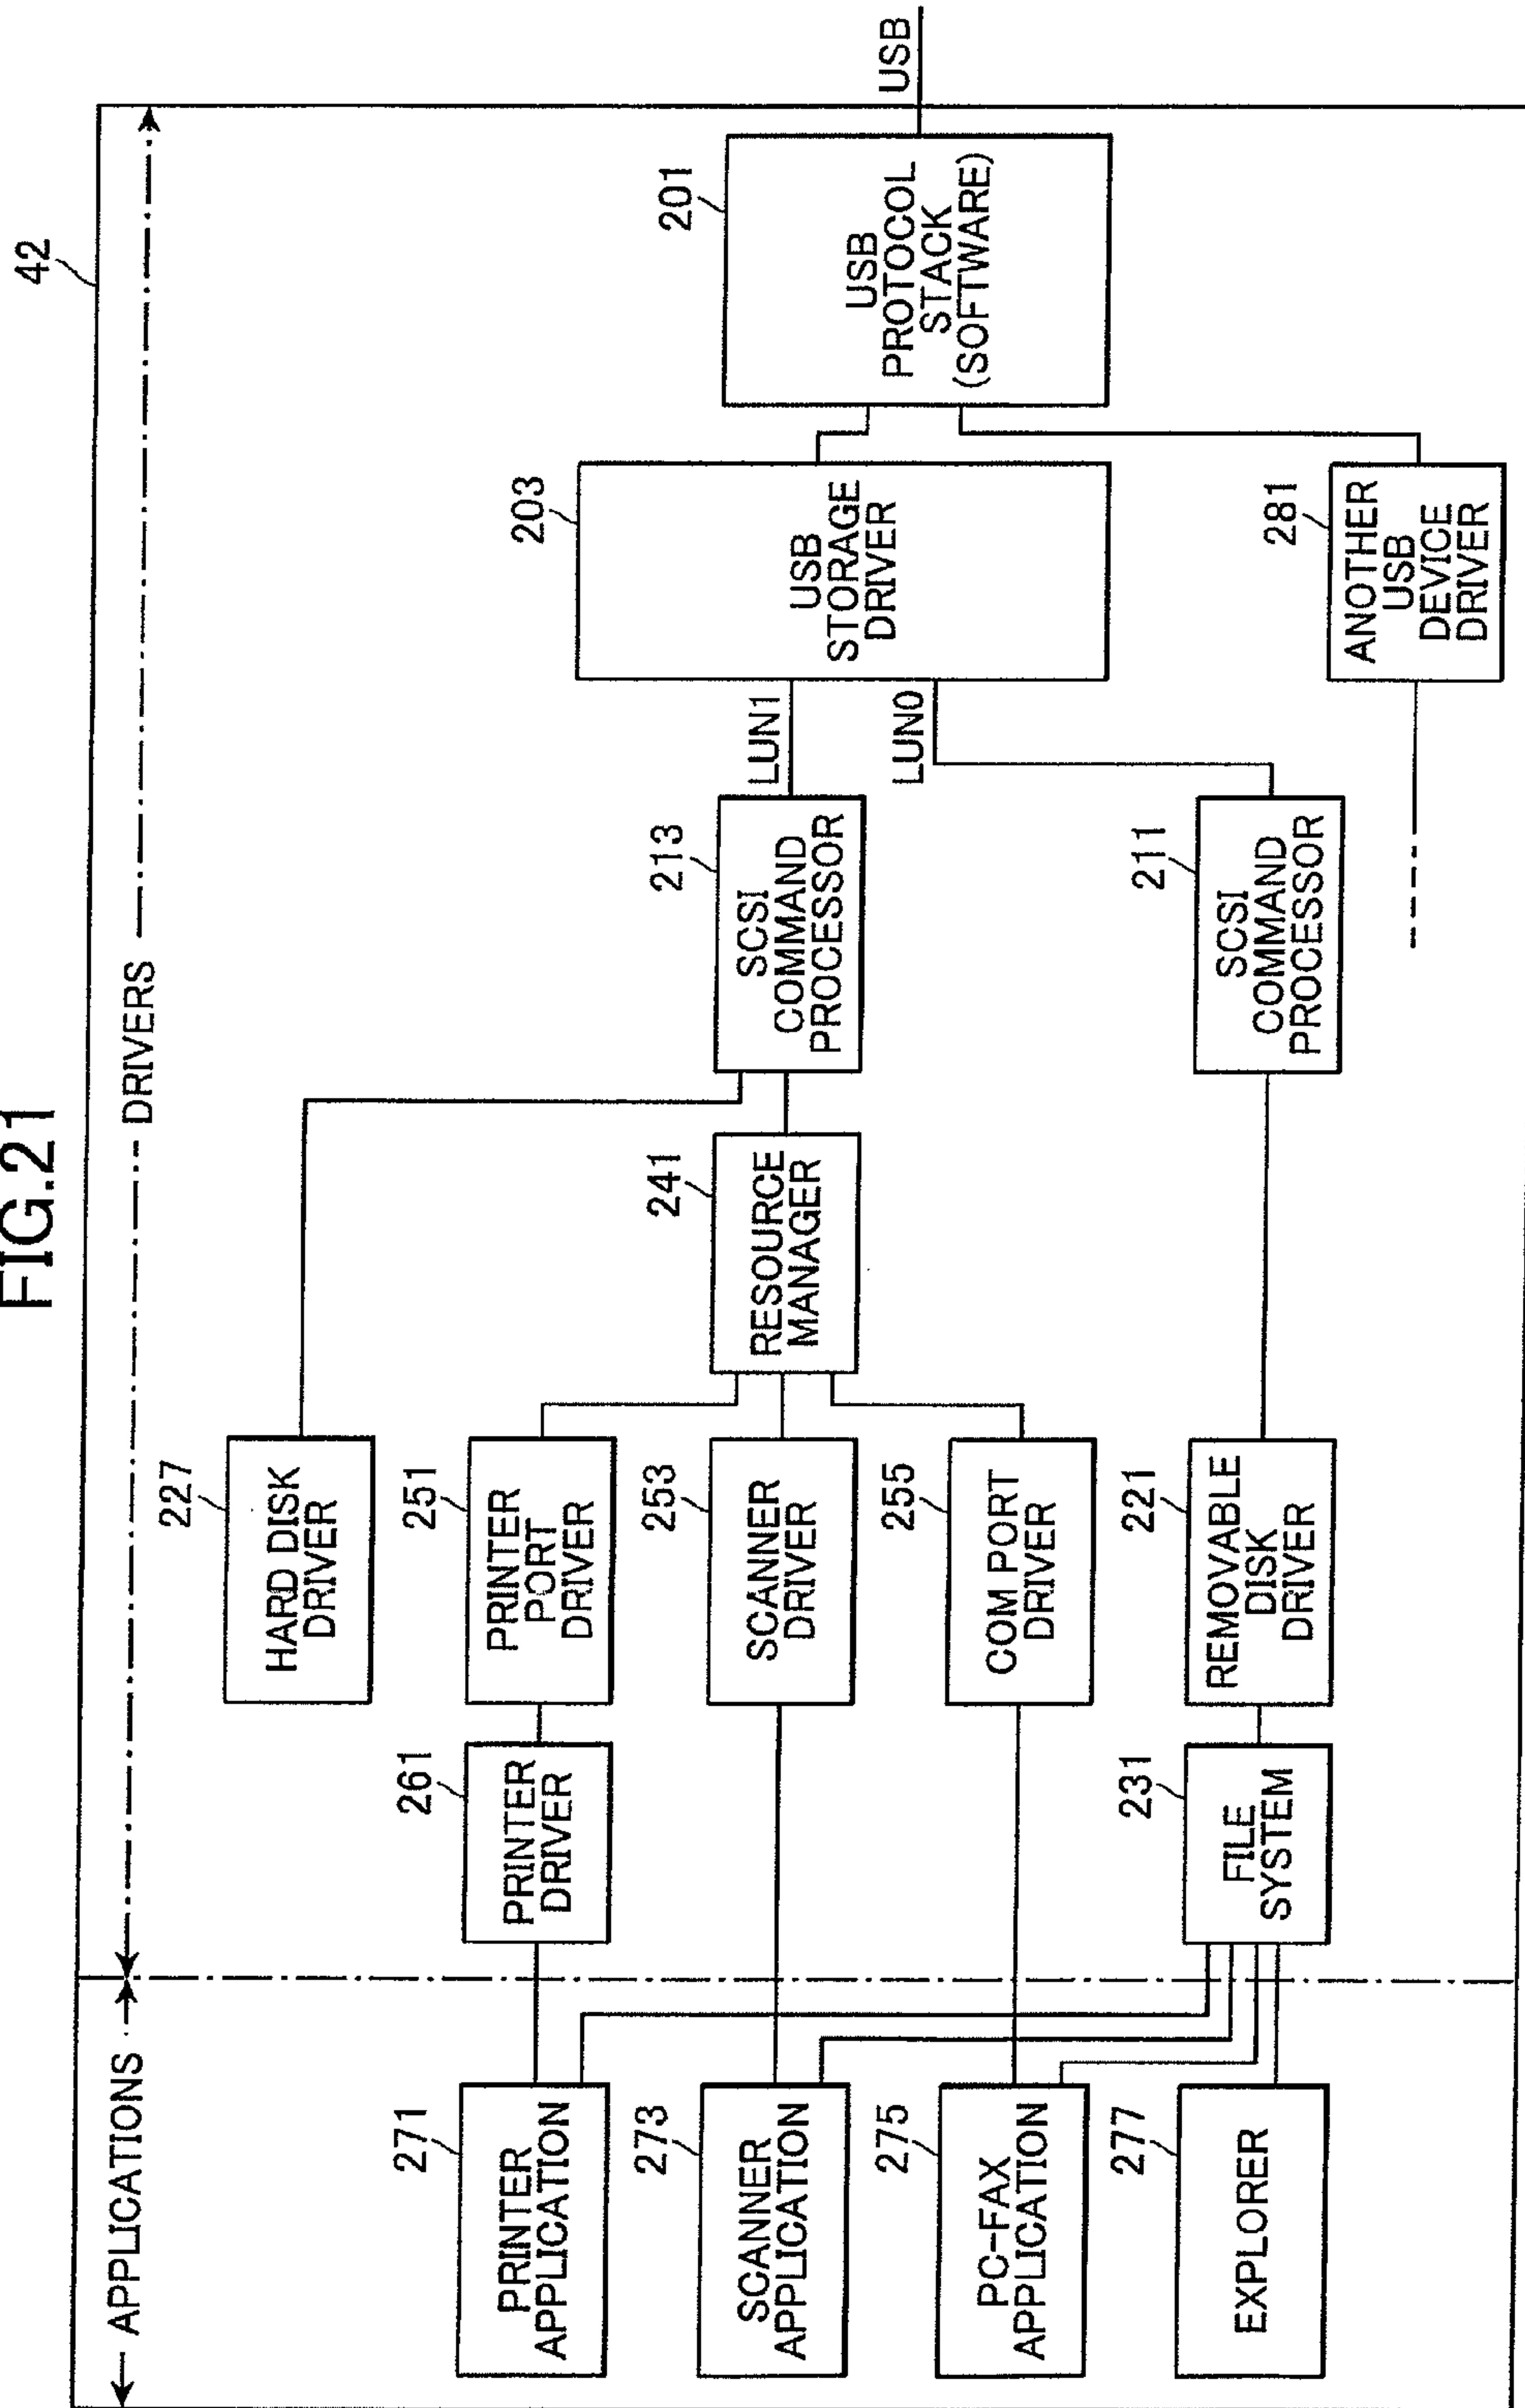 FIG.21
42
APPLICATIONS
DRIVERS
271
PRINTER
APPLICATION
273
SCANNER
APPLICATION
275
PC-FAX
APPLICATION
277
EXPLORER
261
PRINTER
DRIVER
231
FILE
SYSTEM
227
HARD DISK
DRIVER
251
PRINTER
PORT
DRIVER
253
SCANNER
DRIVER
255
COM PORT
DRIVER
221
REMOVABLE
DISK
DRIVER
241
RESOURCE
MANAGER
213
SCSI
COMMAND
PROCESSOR
211
SCSI
COMMAND
PROCESSOR
LUN1
LUN0
203
USB
STORAGE
DRIVER
281
ANOTHER
USB
DEVICE
DRIVER
201
USB
PROTOCOL
STACK
(SOFTWARE)
USB